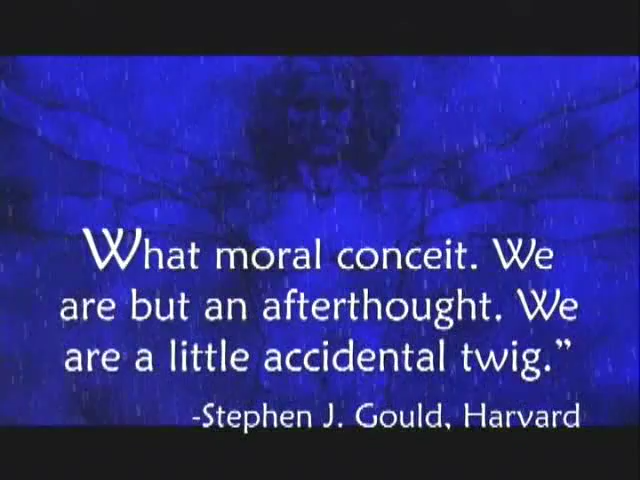 What moral conceit. We
are but an afterthought. We
are a little accidental twig.”
-Stephen J. Gould, Harvard